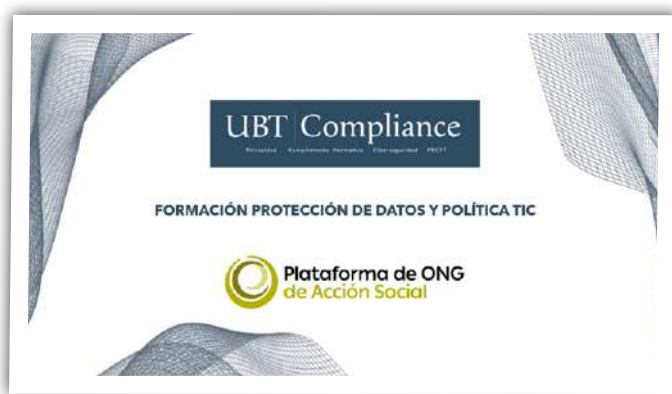 UBT Compliance
FORMACIÓN PROTECCIÓN DE DATOS Y POLÍTICA TIC
Plataforma de ONG
de Acción Social